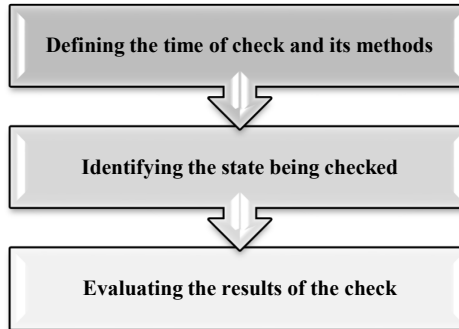 Defining the time of check and its methods
Identifying the state being checked
Evaluating the results of the check